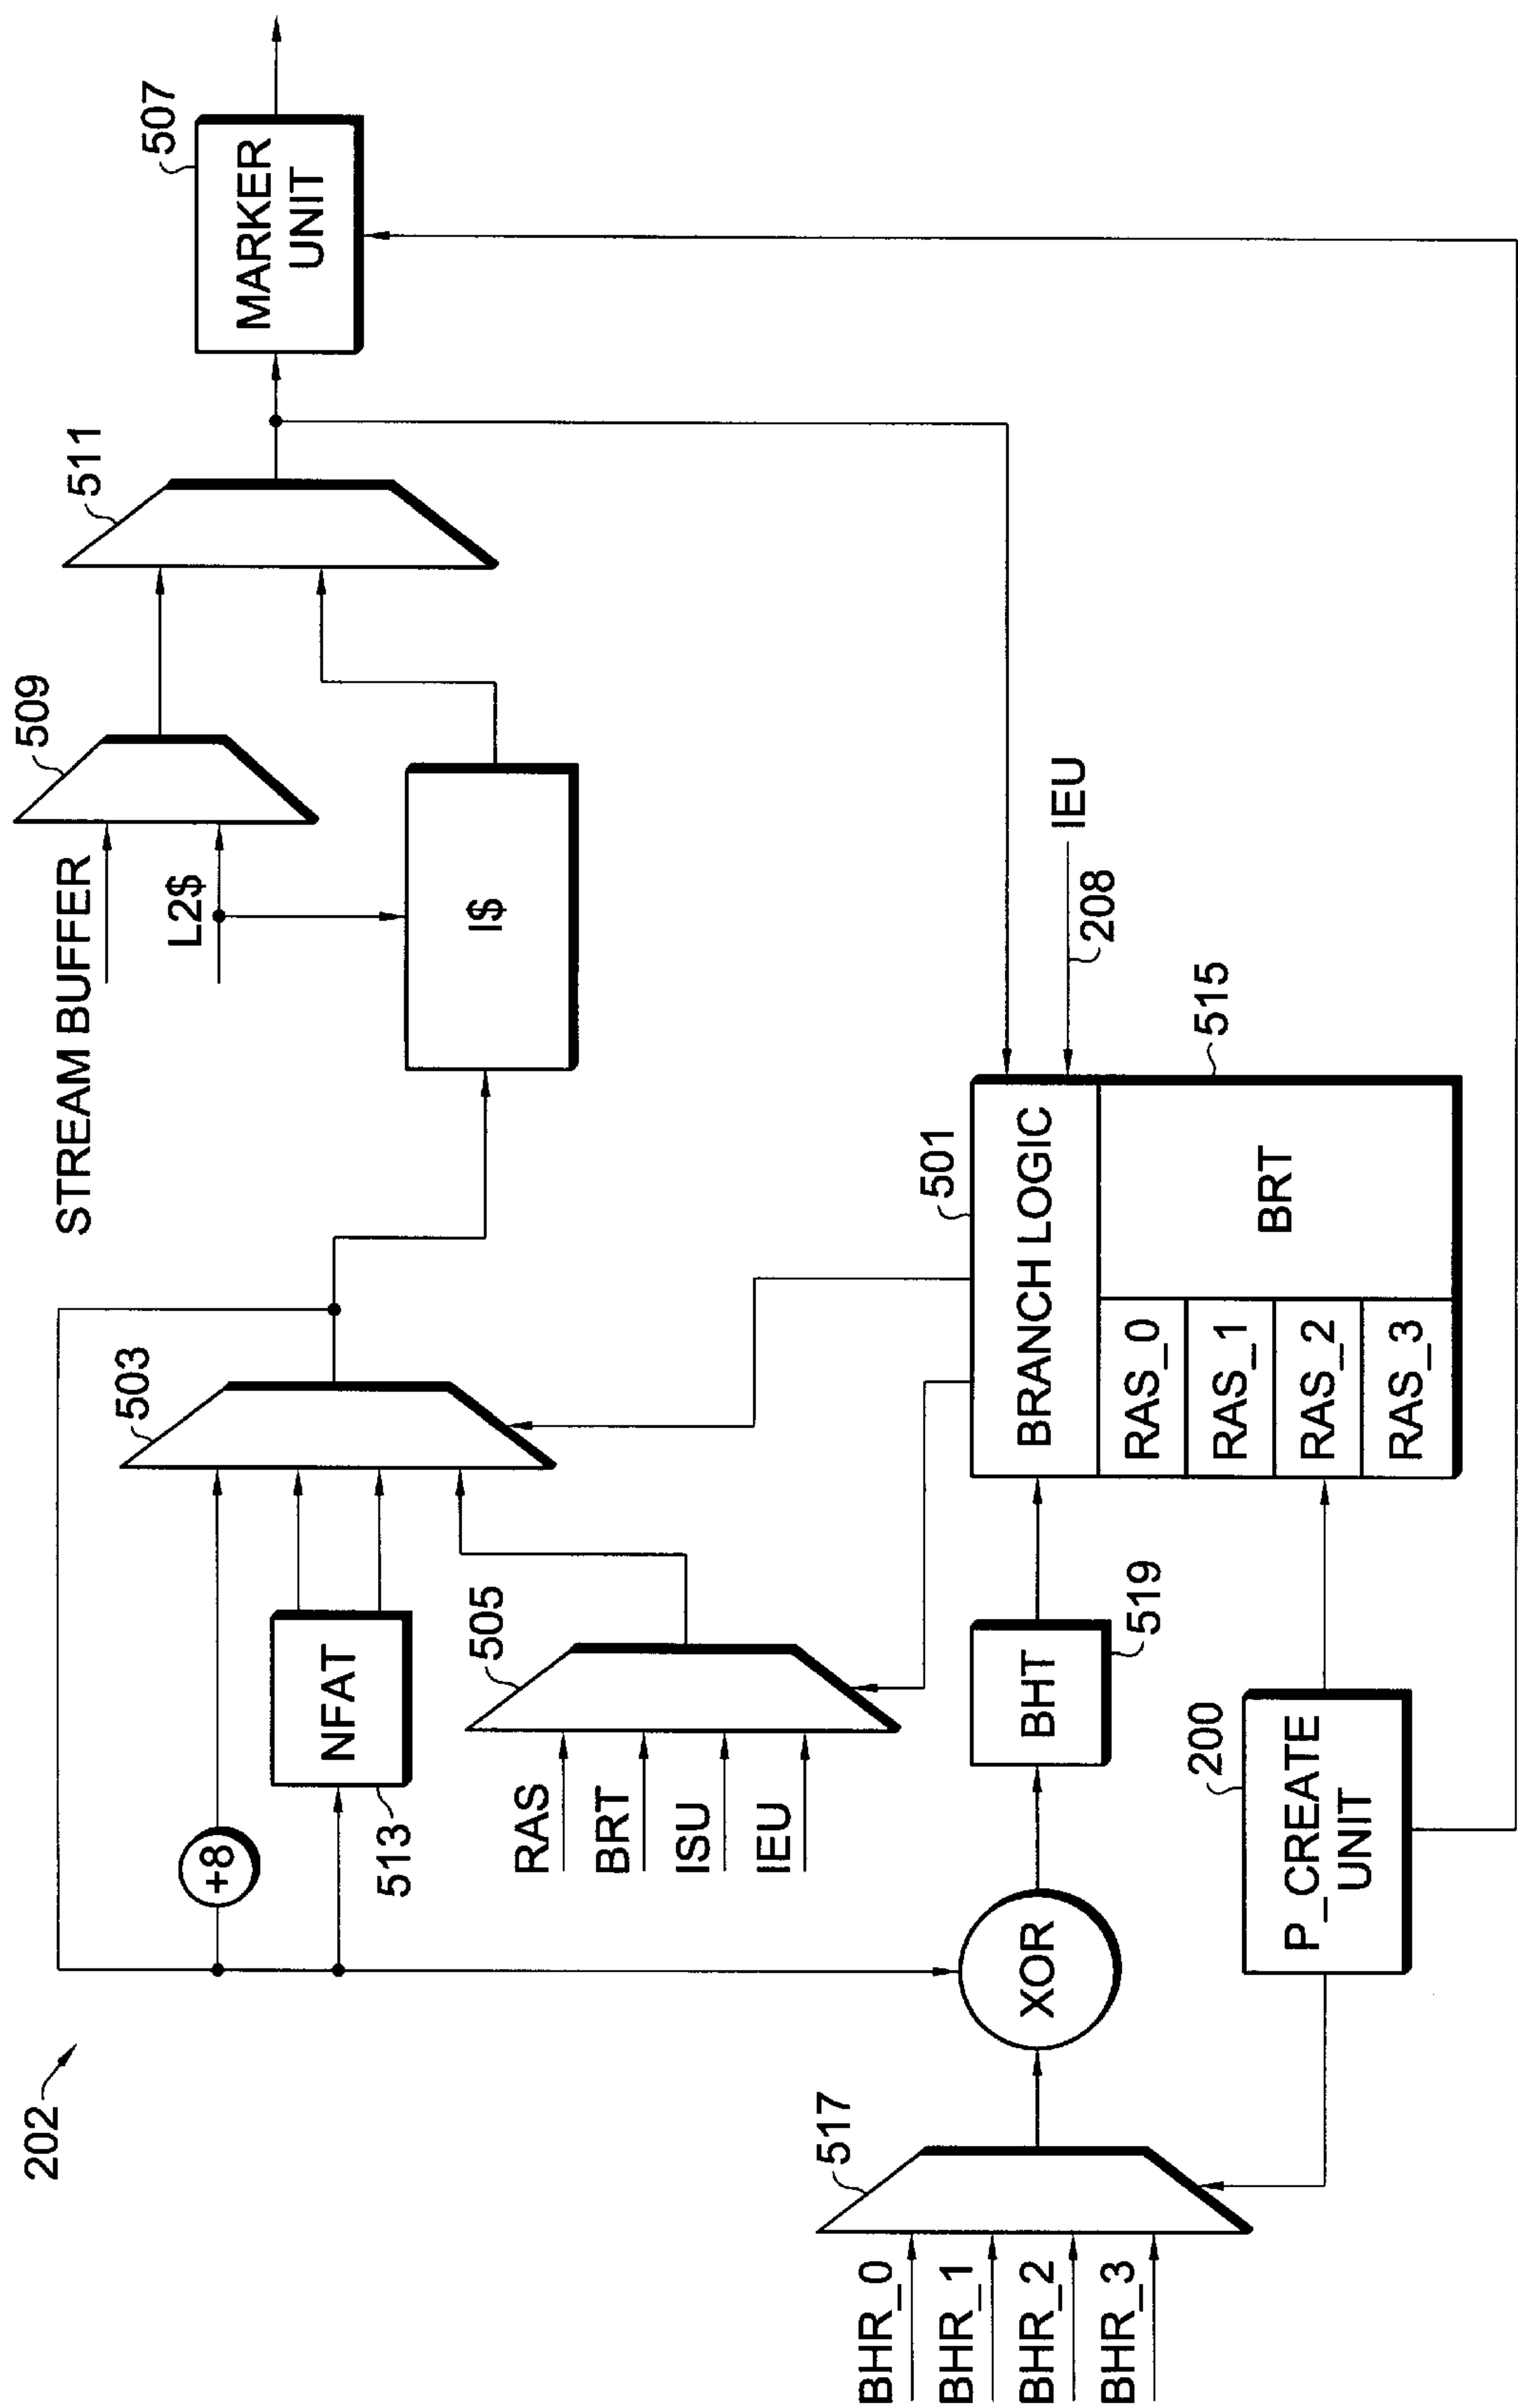 202
503
509
511
507
STREAM BUFFER
L2$
MARKER
UNIT
+8
NFAT
513
505
I$
RAS
BRT
ISU
IEU
517
BHR_0
BHR_1
BHR_2
BHR_3
XOR
BHT
519
501
BRANCH LOGIC
IEU
208
515
RAS_0
RAS_1
RAS_2
RAS_3
BRT
200
P_CREATE
UNIT